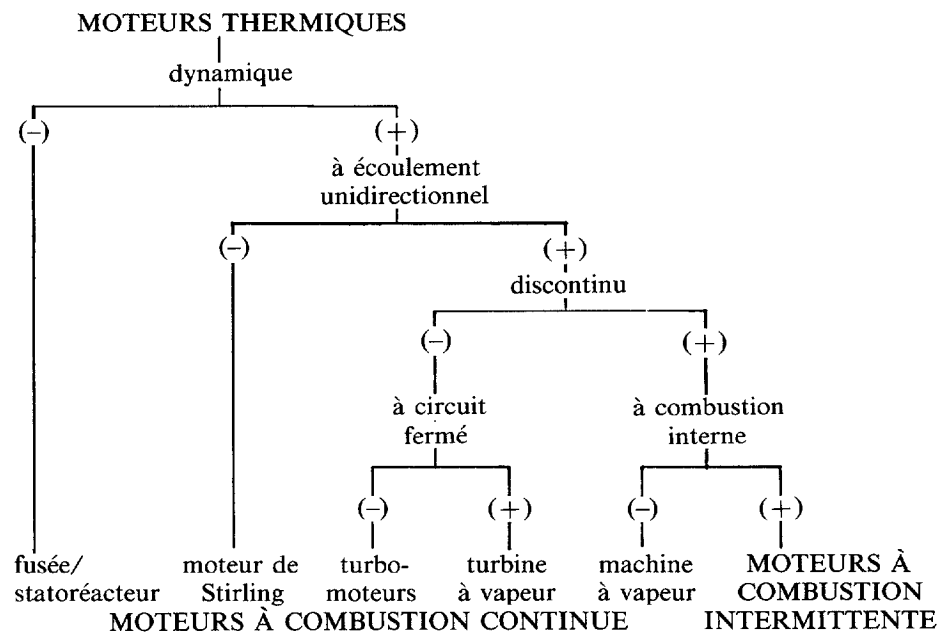 MOTEURS THERMIQUES
dynamique
(–) (+)
à écoulement
unidirectionnel
(–) (+)
discontinu
(–) (+)
à circuit à combustion
fermé interne
(–) (+) (–) (+)
fusée/ moteur de turbo- turbine machine MOTEURS À
statoréacteur Stirling moteurs à vapeur à vapeur COMBUSTION
MOTEURS À COMBUSTION CONTINUE INTERMITTENTE